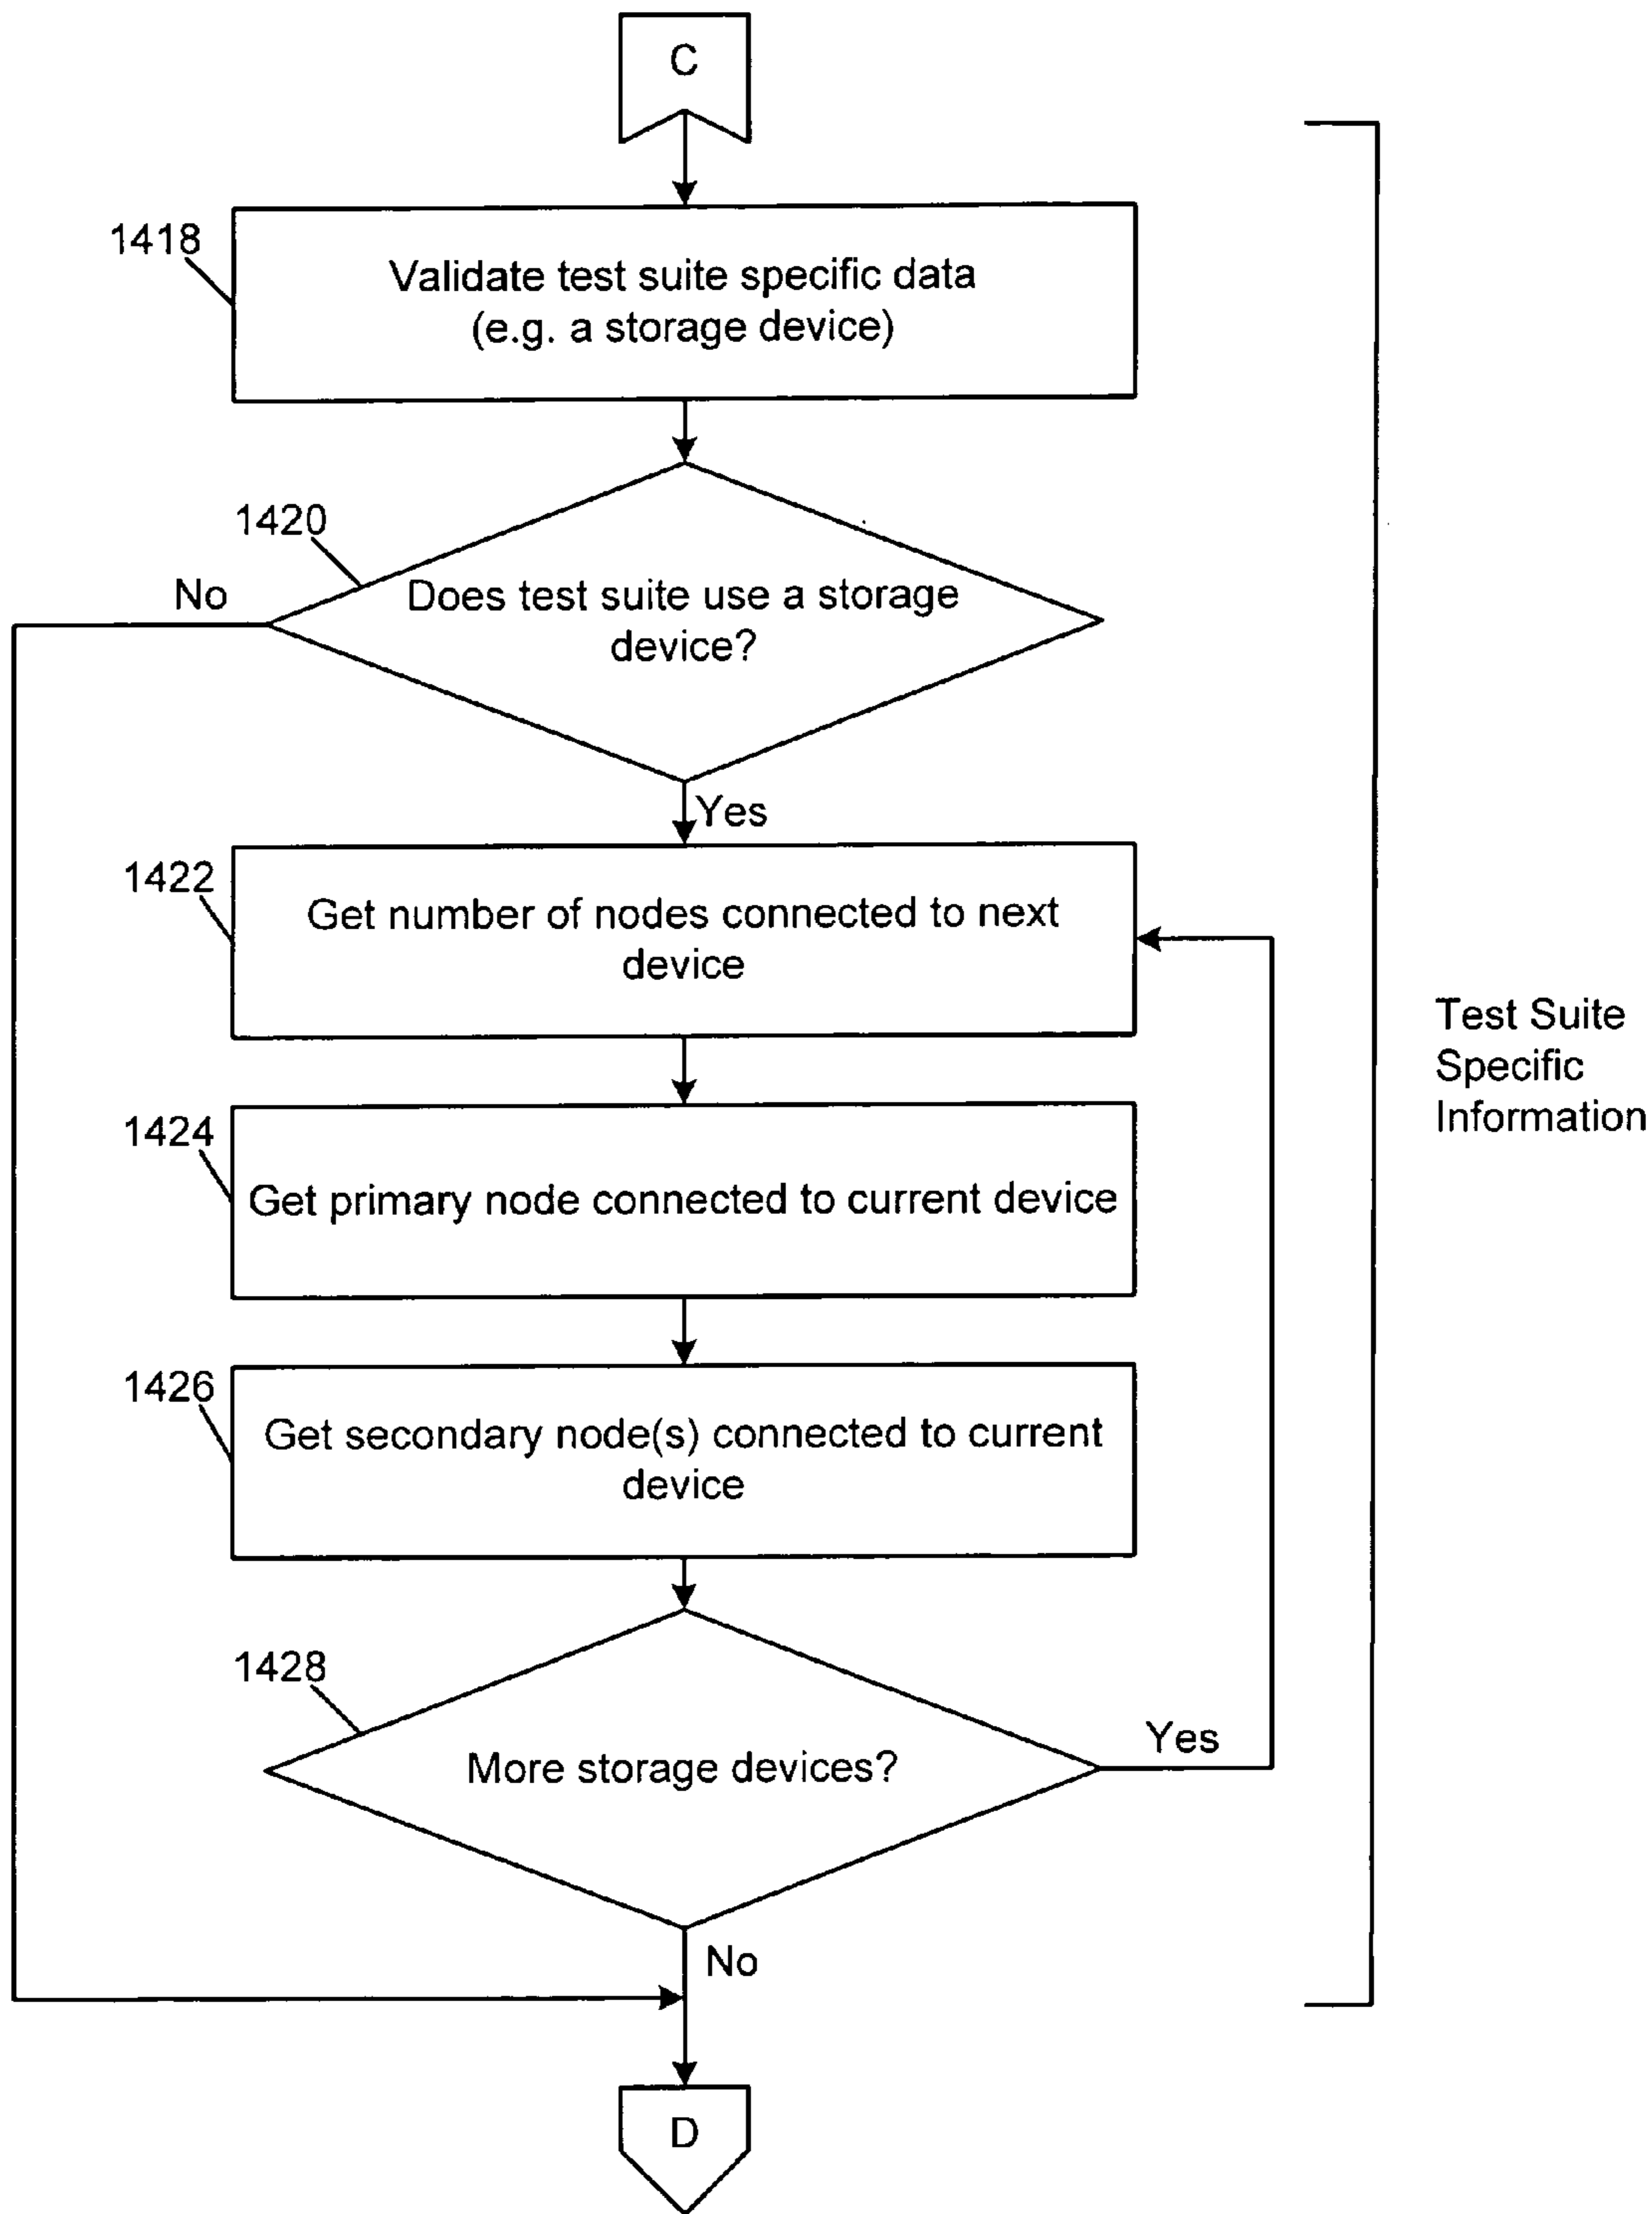 C
1418
Validate test suite specific data
(e.g. a storage device)
1420
No
Does test suite use a storage
device?
Yes
1422
Get number of nodes connected to next
device
1424
Get primary node connected to current device
1426
Get secondary node(s) connected to current
device
1428
More storage devices?
Yes
No
D
Test Suite
Specific
Information